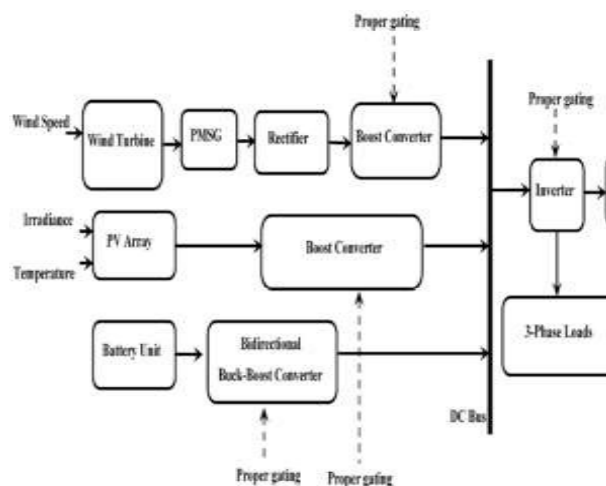 Proper gating
Proper gating
Wind Speed
Wind Turbine
PMSG
Rectifier
Boost Converter
Inverter
Irradiance
PV Array
Boost Converter
Temperature
3-Phase Loads
Battery Unit
Bidirectional
Buck-Boost Converter
DC Bus
Proper gating
Proper gating